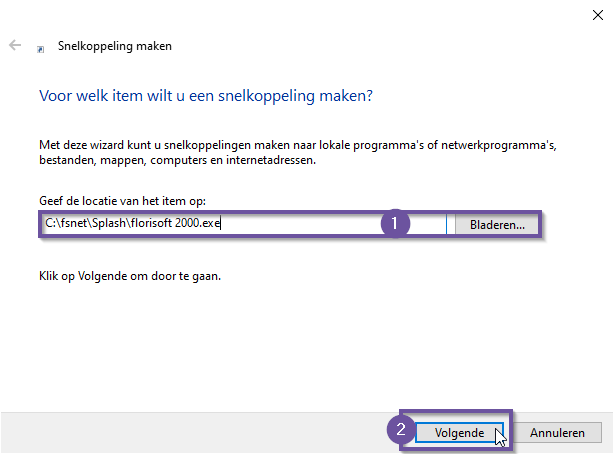 Snelkoppeling maken
Voor welk item wilt u een snelkoppeling maken?
Met deze wizard kunt u snelkoppelingen maken naar lokale programma's of netwerkprogramma's,
bestanden, mappen, computers en internetadressen.
Geef de locatie van het item op:
C:\fsnet\Splash\florisoft 2000.exe 1 Bladeren...
Klik op Volgende om door te gaan.
2 Volgende Annuleren